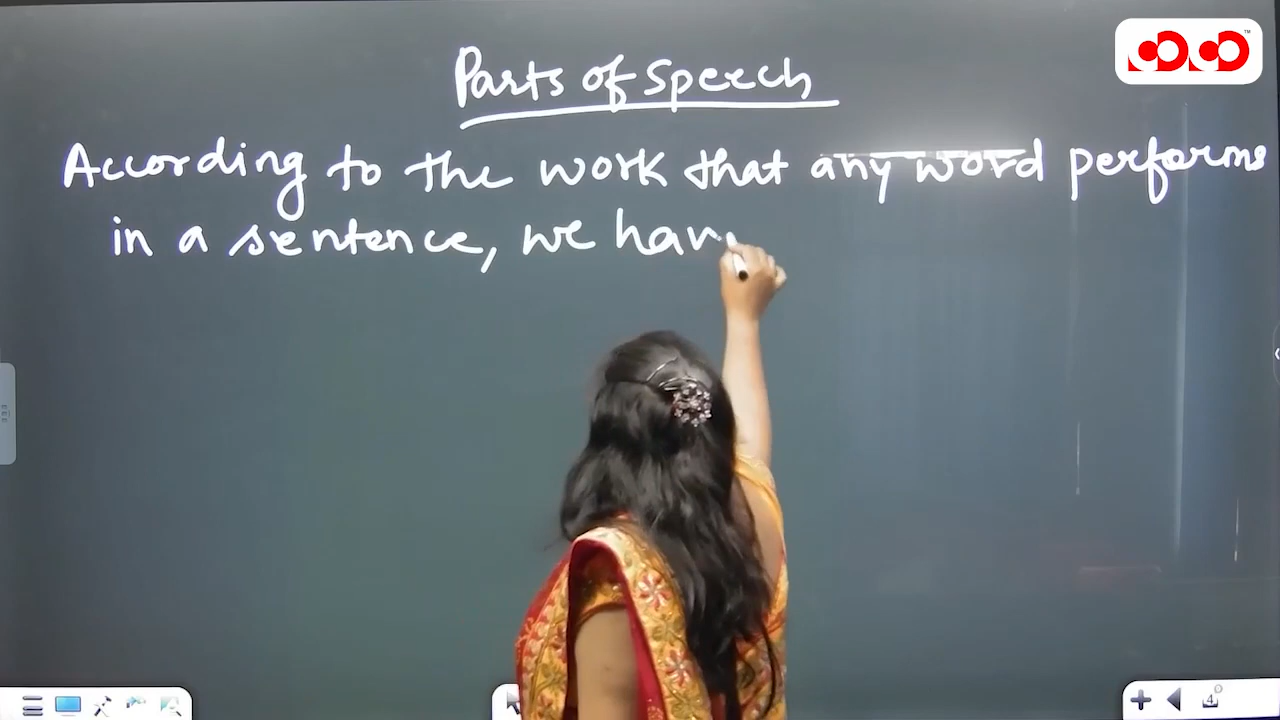 Parts of Speech
According to the work that any word performs
in a sentence, we hav